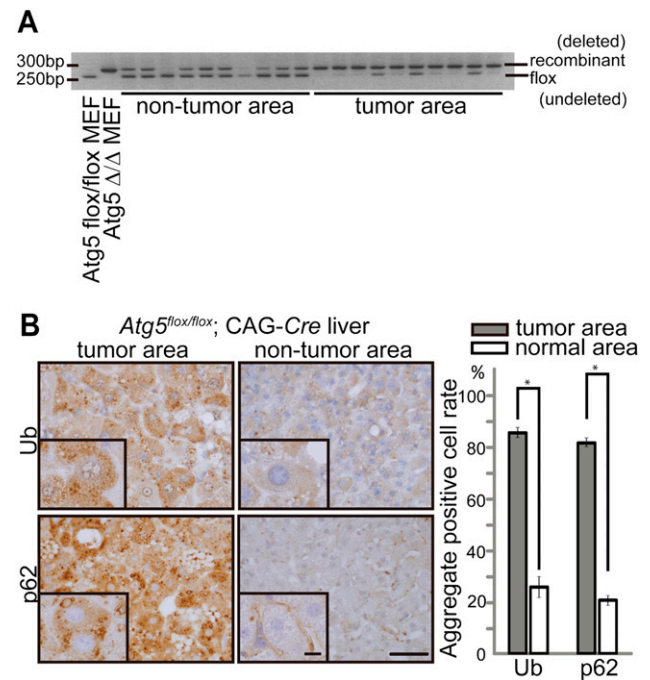 A
(deleted)
300bp
recombinant
250bp
flox
(undeleted)
non-tumor area
tumor area
Atg5 flox/flox MEF
Atg5 Δ/Δ MEF
B
Atg5flox/flox; CAG-Cre liver
tumor area
non-tumor area
Ub
p62
tumor area
normal area
%
100
80
60
40
20
0
Aggregate positive cell rate
*
*
Ub
p62